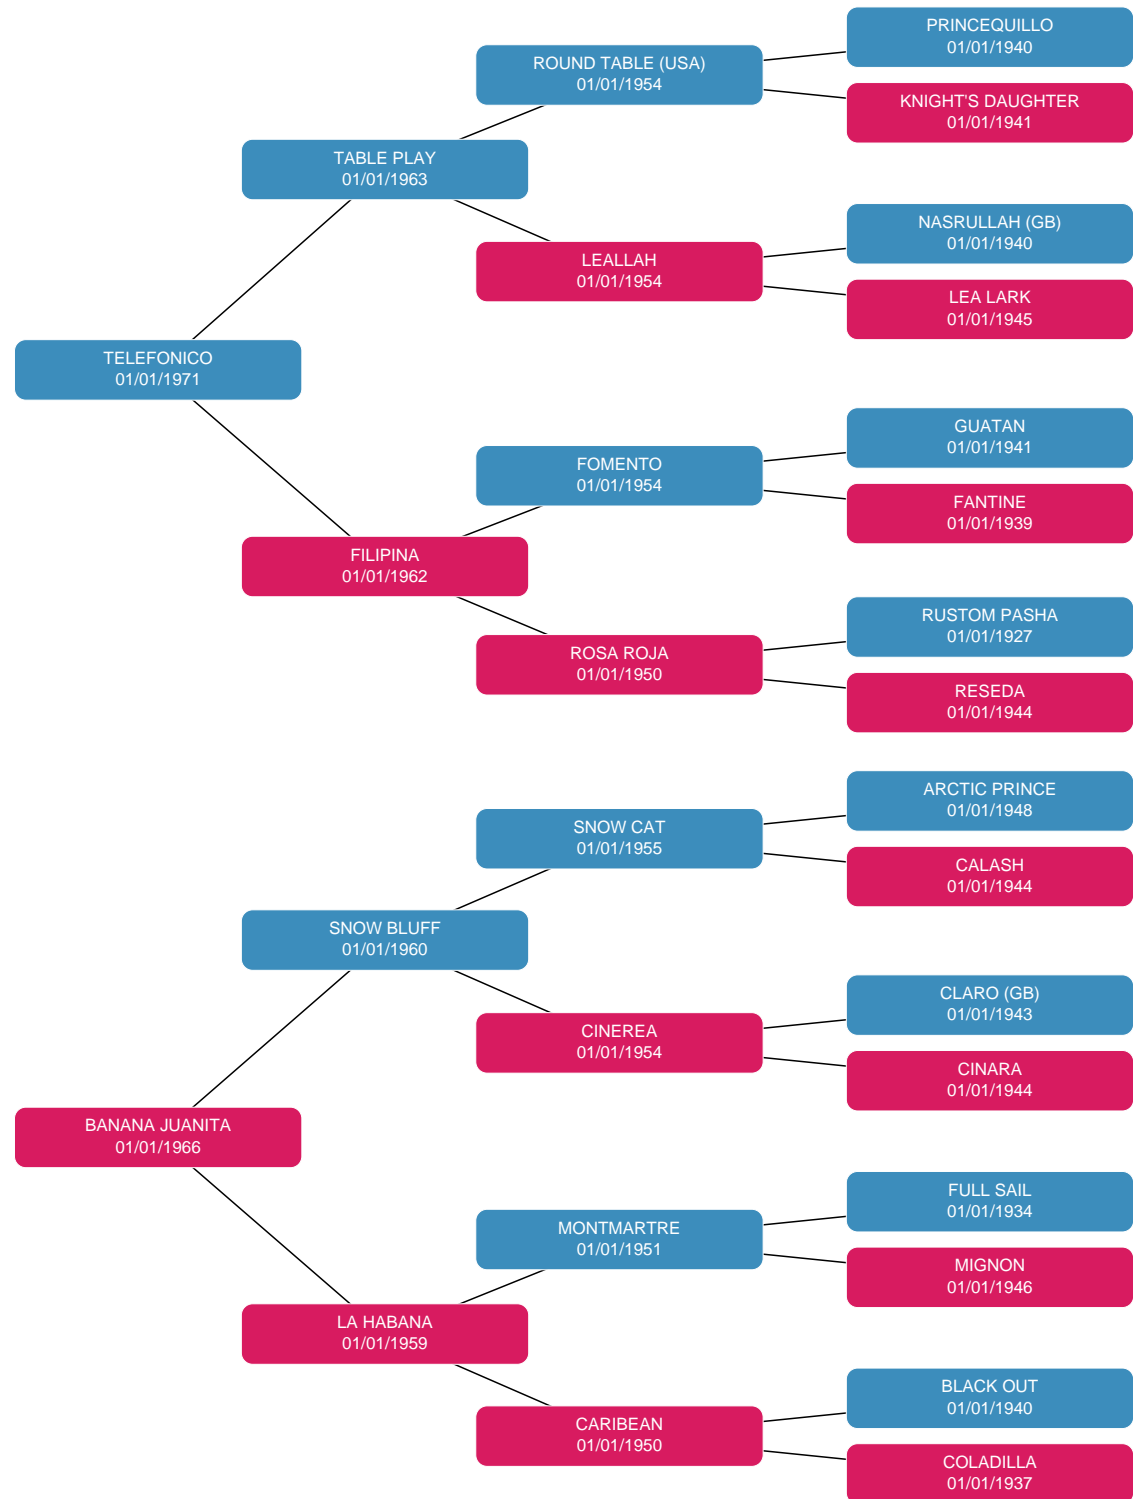 PRINCEQUILLO
01/01/1940
ROUND TABLE (USA)
01/01/1954
KNIGHT'S DAUGHTER
01/01/1941
TABLE PLAY
01/01/1963
NASRULLAH (GB)
01/01/1940
LEALLAH
01/01/1954
LEA LARK
01/01/1945
TELEFONICO
01/01/1971
GUATAN
01/01/1941
FOMENTO
01/01/1954
FANTINE
01/01/1939
FILIPINA
01/01/1962
RUSTOM PASHA
01/01/1927
ROSA ROJA
01/01/1950
RESEDA
01/01/1944
ARCTIC PRINCE
01/01/1948
SNOW CAT
01/01/1955
CALASH
01/01/1944
SNOW BLUFF
01/01/1960
CLARO (GB)
01/01/1943
CINEREA
01/01/1954
CINARA
01/01/1944
BANANA JUANITA
01/01/1966
FULL SAIL
01/01/1934
MONTMARTRE
01/01/1951
MIGNON
01/01/1946
LA HABANA
01/01/1959
BLACK OUT
01/01/1940
CARIBEAN
01/01/1950
COLADILLA
01/01/1937